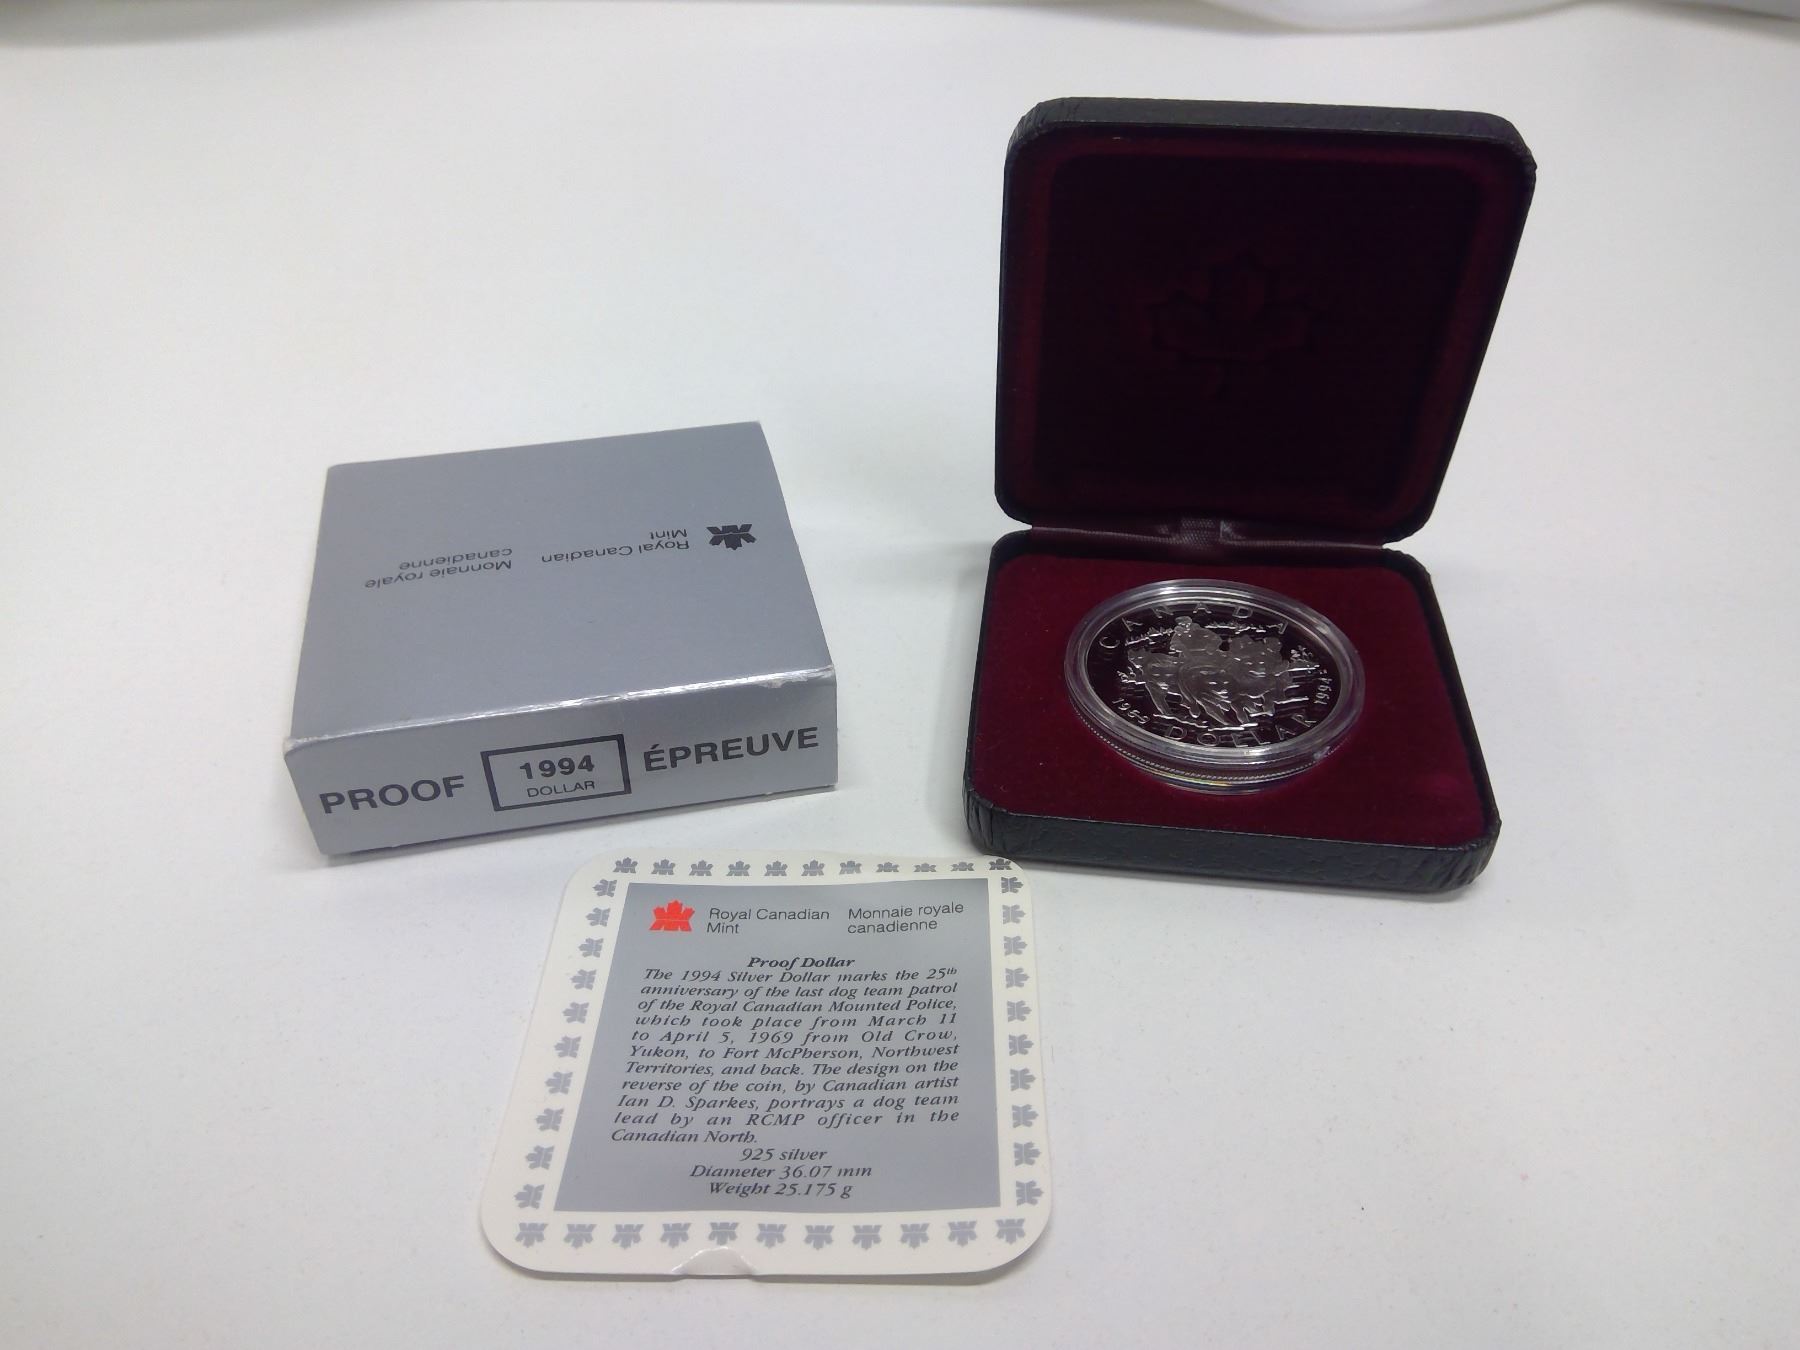 Royal Canadian
Mint
Monnaie royale
canadienne
PROOF
1994
DOLLAR
ÉPREUVE
CANADA
1969
DOLLAR
1994
Royal Canadian
Mint
Monnaie royale
canadienne
Proof Dollar
The 1994 Silver Dollar marks the 25th
anniversary of the last dog team patrol
of the Royal Canadian Mounted Police,
which took place from March 11
to April 5, 1969 from Old Crow,
Yukon, to Fort McPherson, Northwest
Territories, and back. The design on the
reverse of the coin, by Canadian artist
Ian D. Sparkes, portrays a dog team
lead by an RCMP officer in the
Canadian North.
925 silver
Diameter 36.07 mm
Weight 25.175 g